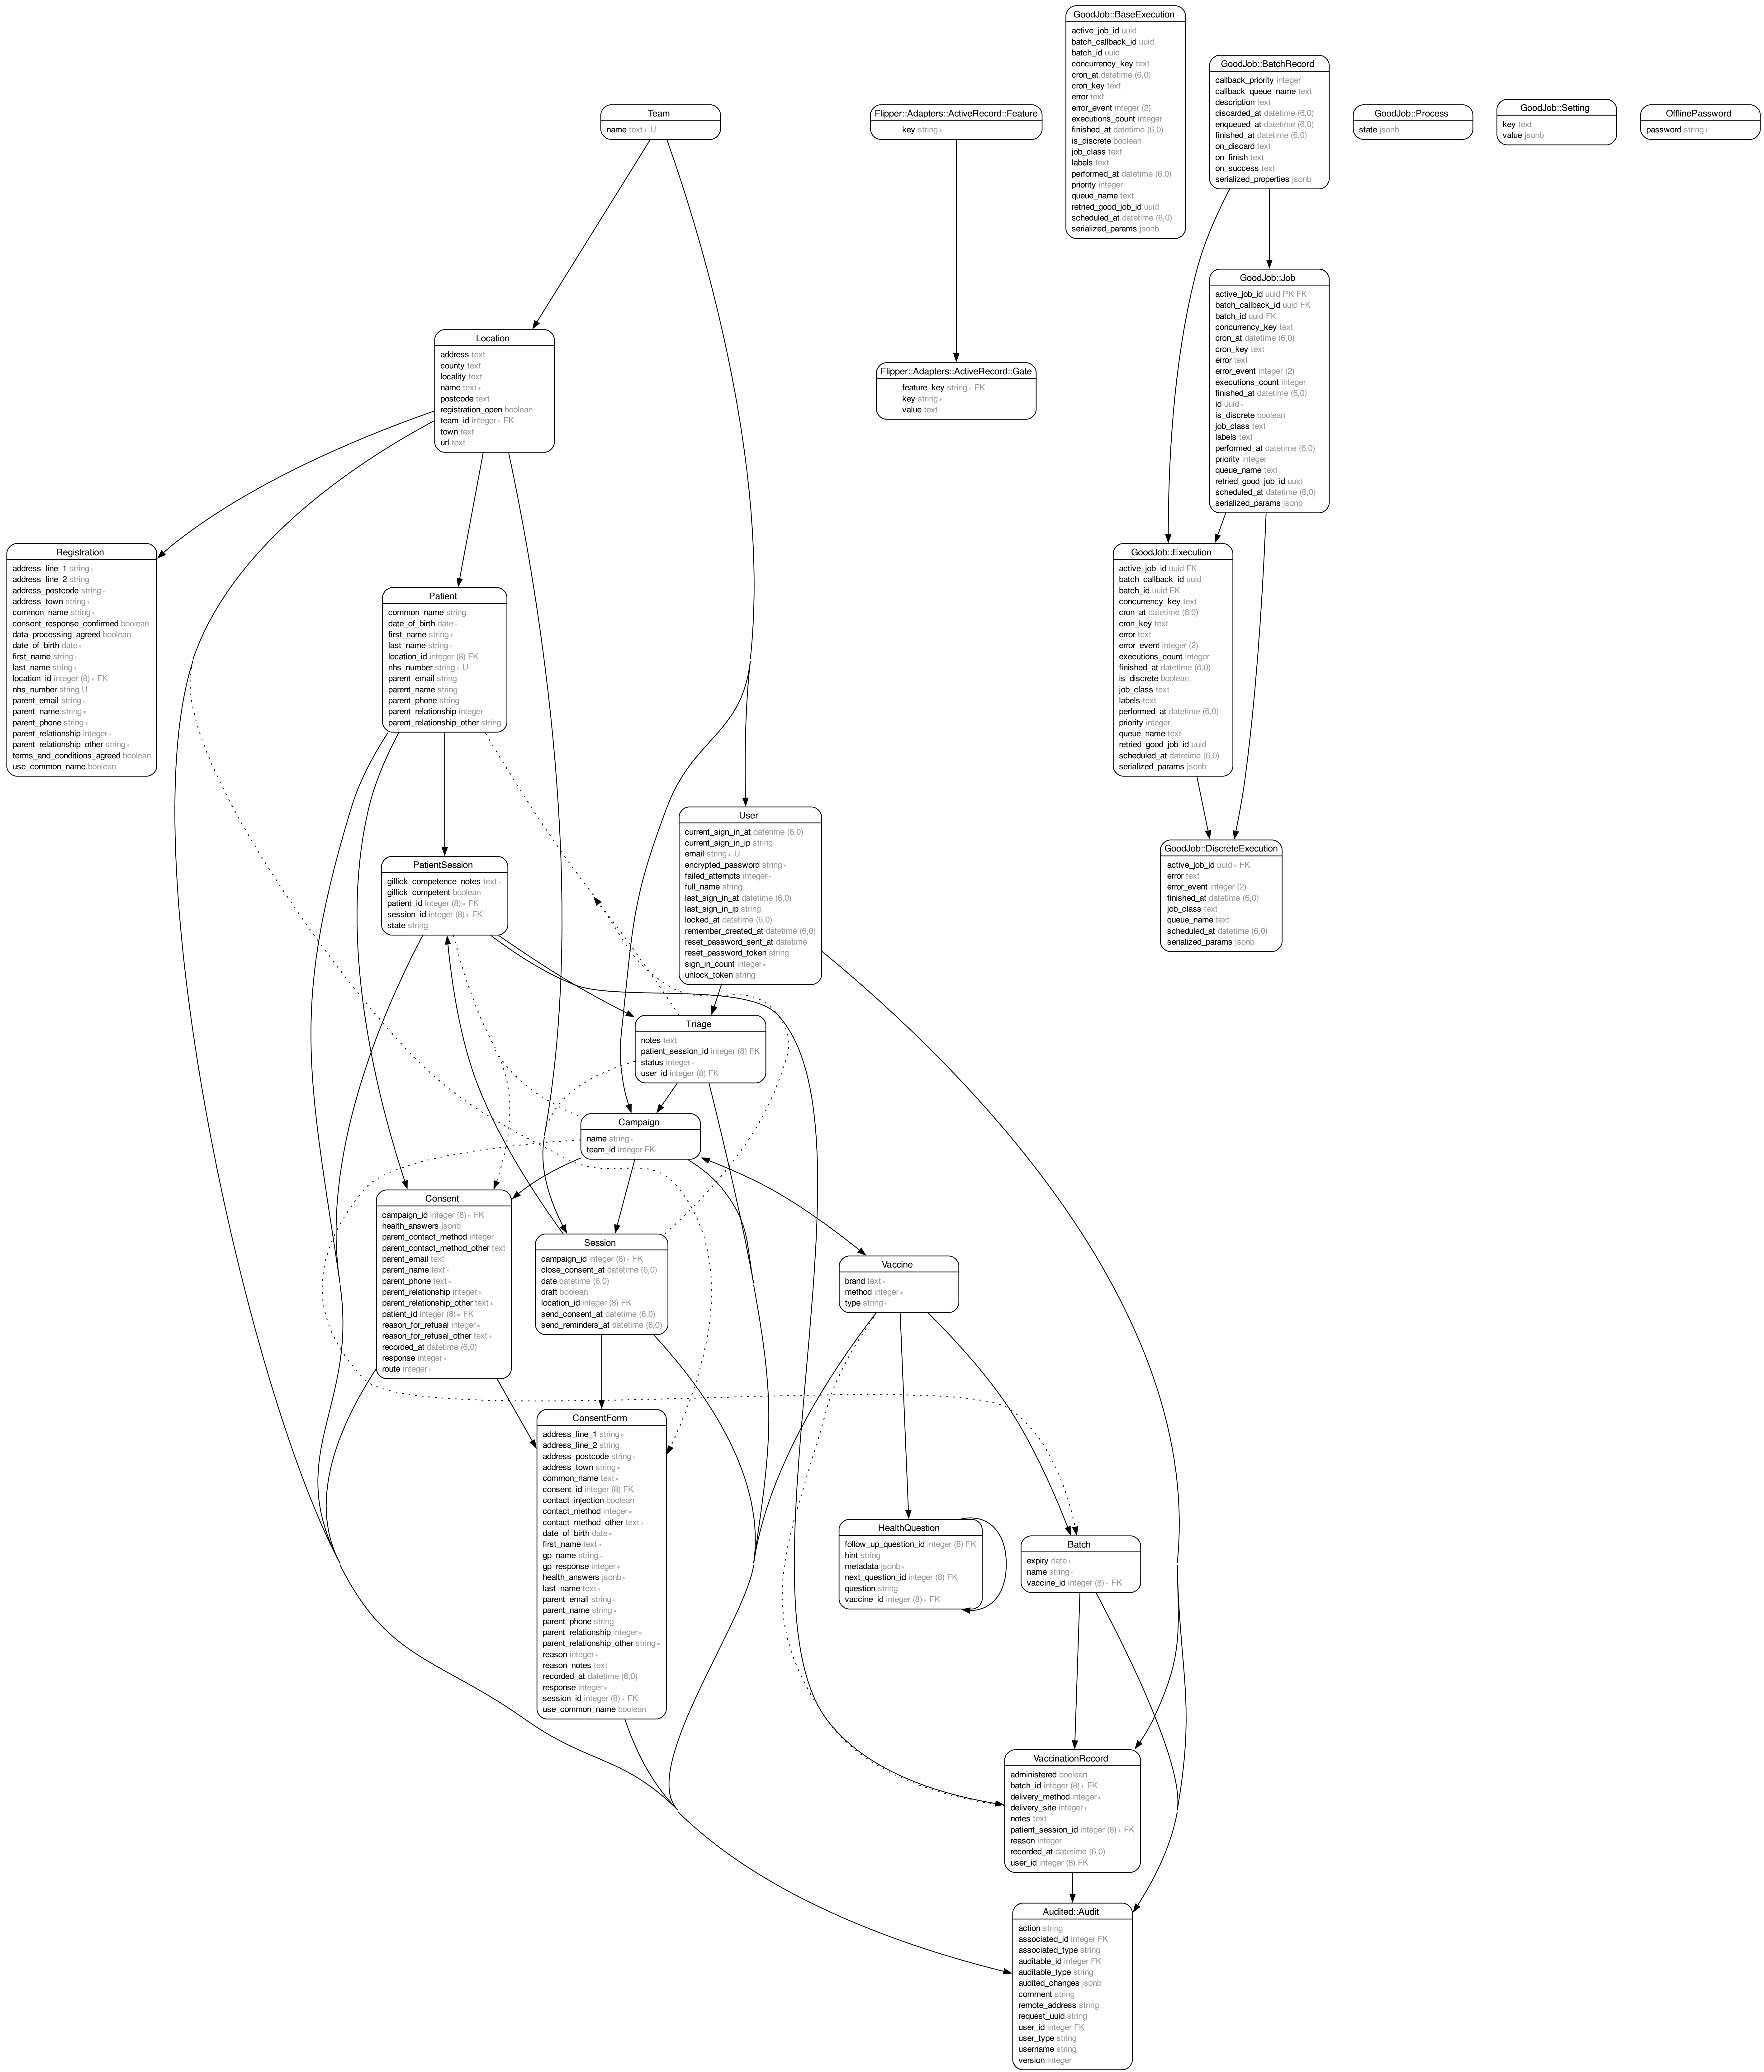 GoodJob::BaseExecution
active_job_id uuid
batch_callback_id uuid
batch_id uuid
concurrency_key text
cron_at datetime (6,0)
cron_key text
error text
error_event integer (2)
executions_count integer
finished_at datetime (6,0)
is_discrete boolean
job_class text
labels text
performed_at datetime (6,0)
priority integer
queue_name text
retried_good_job_id uuid
scheduled_at datetime (6,0)
serialized_params jsonb
GoodJob::BatchRecord
callback_priority integer
callback_queue_name text
description text
discarded_at datetime (6,0)
enqueued_at datetime (6,0)
finished_at datetime (6,0)
on_discard text
on_finish text
on_success text
serialized_properties jsonb
Team
name text∗ U
Flipper::Adapters::ActiveRecord::Feature
key string∗
GoodJob::Process
state jsonb
GoodJob::Setting
key text
value jsonb
OfflinePassword
password string∗
GoodJob::Job
active_job_id uuid PK FK
batch_callback_id uuid FK
batch_id uuid FK
concurrency_key text
cron_at datetime (6,0)
cron_key text
error text
error_event integer (2)
executions_count integer
finished_at datetime (6,0)
id uuid∗
is_discrete boolean
job_class text
labels text
performed_at datetime (6,0)
priority integer
queue_name text
retried_good_job_id uuid
scheduled_at datetime (6,0)
serialized_params jsonb
Location
address text
county text
locality text
name text∗
postcode text
registration_open boolean
team_id integer∗ FK
town text
url text
Flipper::Adapters::ActiveRecord::Gate
feature_key string∗ FK
key string∗
value text
Registration
address_line_1 string∗
address_line_2 string
address_postcode string∗
address_town string∗
common_name string∗
consent_response_confirmed boolean
data_processing_agreed boolean
date_of_birth date∗
first_name string∗
last_name string∗
location_id integer (8)∗ FK
nhs_number string U
parent_email string∗
parent_name string∗
parent_phone string∗
parent_relationship integer∗
parent_relationship_other string∗
terms_and_conditions_agreed boolean
use_common_name boolean
Patient
common_name string
date_of_birth date∗
first_name string∗
last_name string∗
location_id integer (8) FK
nhs_number string∗ U
parent_email string
parent_name string
parent_phone string
parent_relationship integer
parent_relationship_other string
GoodJob::Execution
active_job_id uuid FK
batch_callback_id uuid
batch_id uuid FK
concurrency_key text
cron_at datetime (6,0)
cron_key text
error text
error_event integer (2)
executions_count integer
finished_at datetime (6,0)
is_discrete boolean
job_class text
labels text
performed_at datetime (6,0)
priority integer
queue_name text
retried_good_job_id uuid
scheduled_at datetime (6,0)
serialized_params jsonb
User
current_sign_in_at datetime (6,0)
current_sign_in_ip string
email string∗ U
encrypted_password string∗
failed_attempts integer∗
full_name string
last_sign_in_at datetime (6,0)
last_sign_in_ip string
locked_at datetime (6,0)
remember_created_at datetime (6,0)
reset_password_sent_at datetime
reset_password_token string
sign_in_count integer∗
unlock_token string
PatientSession
gillick_competence_notes text∗
gillick_competent boolean
patient_id integer (8)∗ FK
session_id integer (8)∗ FK
state string
GoodJob::DiscreteExecution
active_job_id uuid∗ FK
error text
error_event integer (2)
finished_at datetime (6,0)
job_class text
queue_name text
scheduled_at datetime (6,0)
serialized_params jsonb
Triage
notes text
patient_session_id integer (8) FK
status integer∗
user_id integer (8) FK
Campaign
name string∗
team_id integer FK
Consent
campaign_id integer (8)∗ FK
health_answers jsonb
parent_contact_method integer
parent_contact_method_other text
parent_email text
parent_name text∗
parent_phone text∗
parent_relationship integer∗
parent_relationship_other text∗
patient_id integer (8)∗ FK
reason_for_refusal integer∗
reason_for_refusal_other text∗
recorded_at datetime (6,0)
response integer∗
route integer∗
Session
campaign_id integer (8)∗ FK
close_consent_at datetime (6,0)
date datetime (6,0)
draft boolean
location_id integer (8) FK
send_consent_at datetime (6,0)
send_reminders_at datetime (6,0)
Vaccine
brand text∗
method integer∗
type string∗
ConsentForm
address_line_1 string∗
address_line_2 string
address_postcode string∗
address_town string∗
common_name text∗
consent_id integer (8) FK
contact_injection boolean
contact_method integer∗
contact_method_other text∗
date_of_birth date∗
first_name text∗
gp_name string∗
gp_response integer∗
health_answers jsonb∗
last_name text∗
parent_email string∗
parent_name string∗
parent_phone string
parent_relationship integer∗
parent_relationship_other string∗
reason integer∗
reason_notes text
recorded_at datetime (6,0)
response integer∗
session_id integer (8)∗ FK
use_common_name boolean
HealthQuestion
follow_up_question_id integer (8) FK
hint string
metadata jsonb∗
next_question_id integer (8) FK
question string
vaccine_id integer (8)∗ FK
Batch
expiry date∗
name string∗
vaccine_id integer (8)∗ FK
VaccinationRecord
administered boolean
batch_id integer (8)∗ FK
delivery_method integer∗
delivery_site integer∗
notes text
patient_session_id integer (8)∗ FK
reason integer
recorded_at datetime (6,0)
user_id integer (8) FK
Audited::Audit
action string
associated_id integer FK
associated_type string
auditable_id integer FK
auditable_type string
audited_changes jsonb
comment string
remote_address string
request_uuid string
user_id integer FK
user_type string
username string
version integer